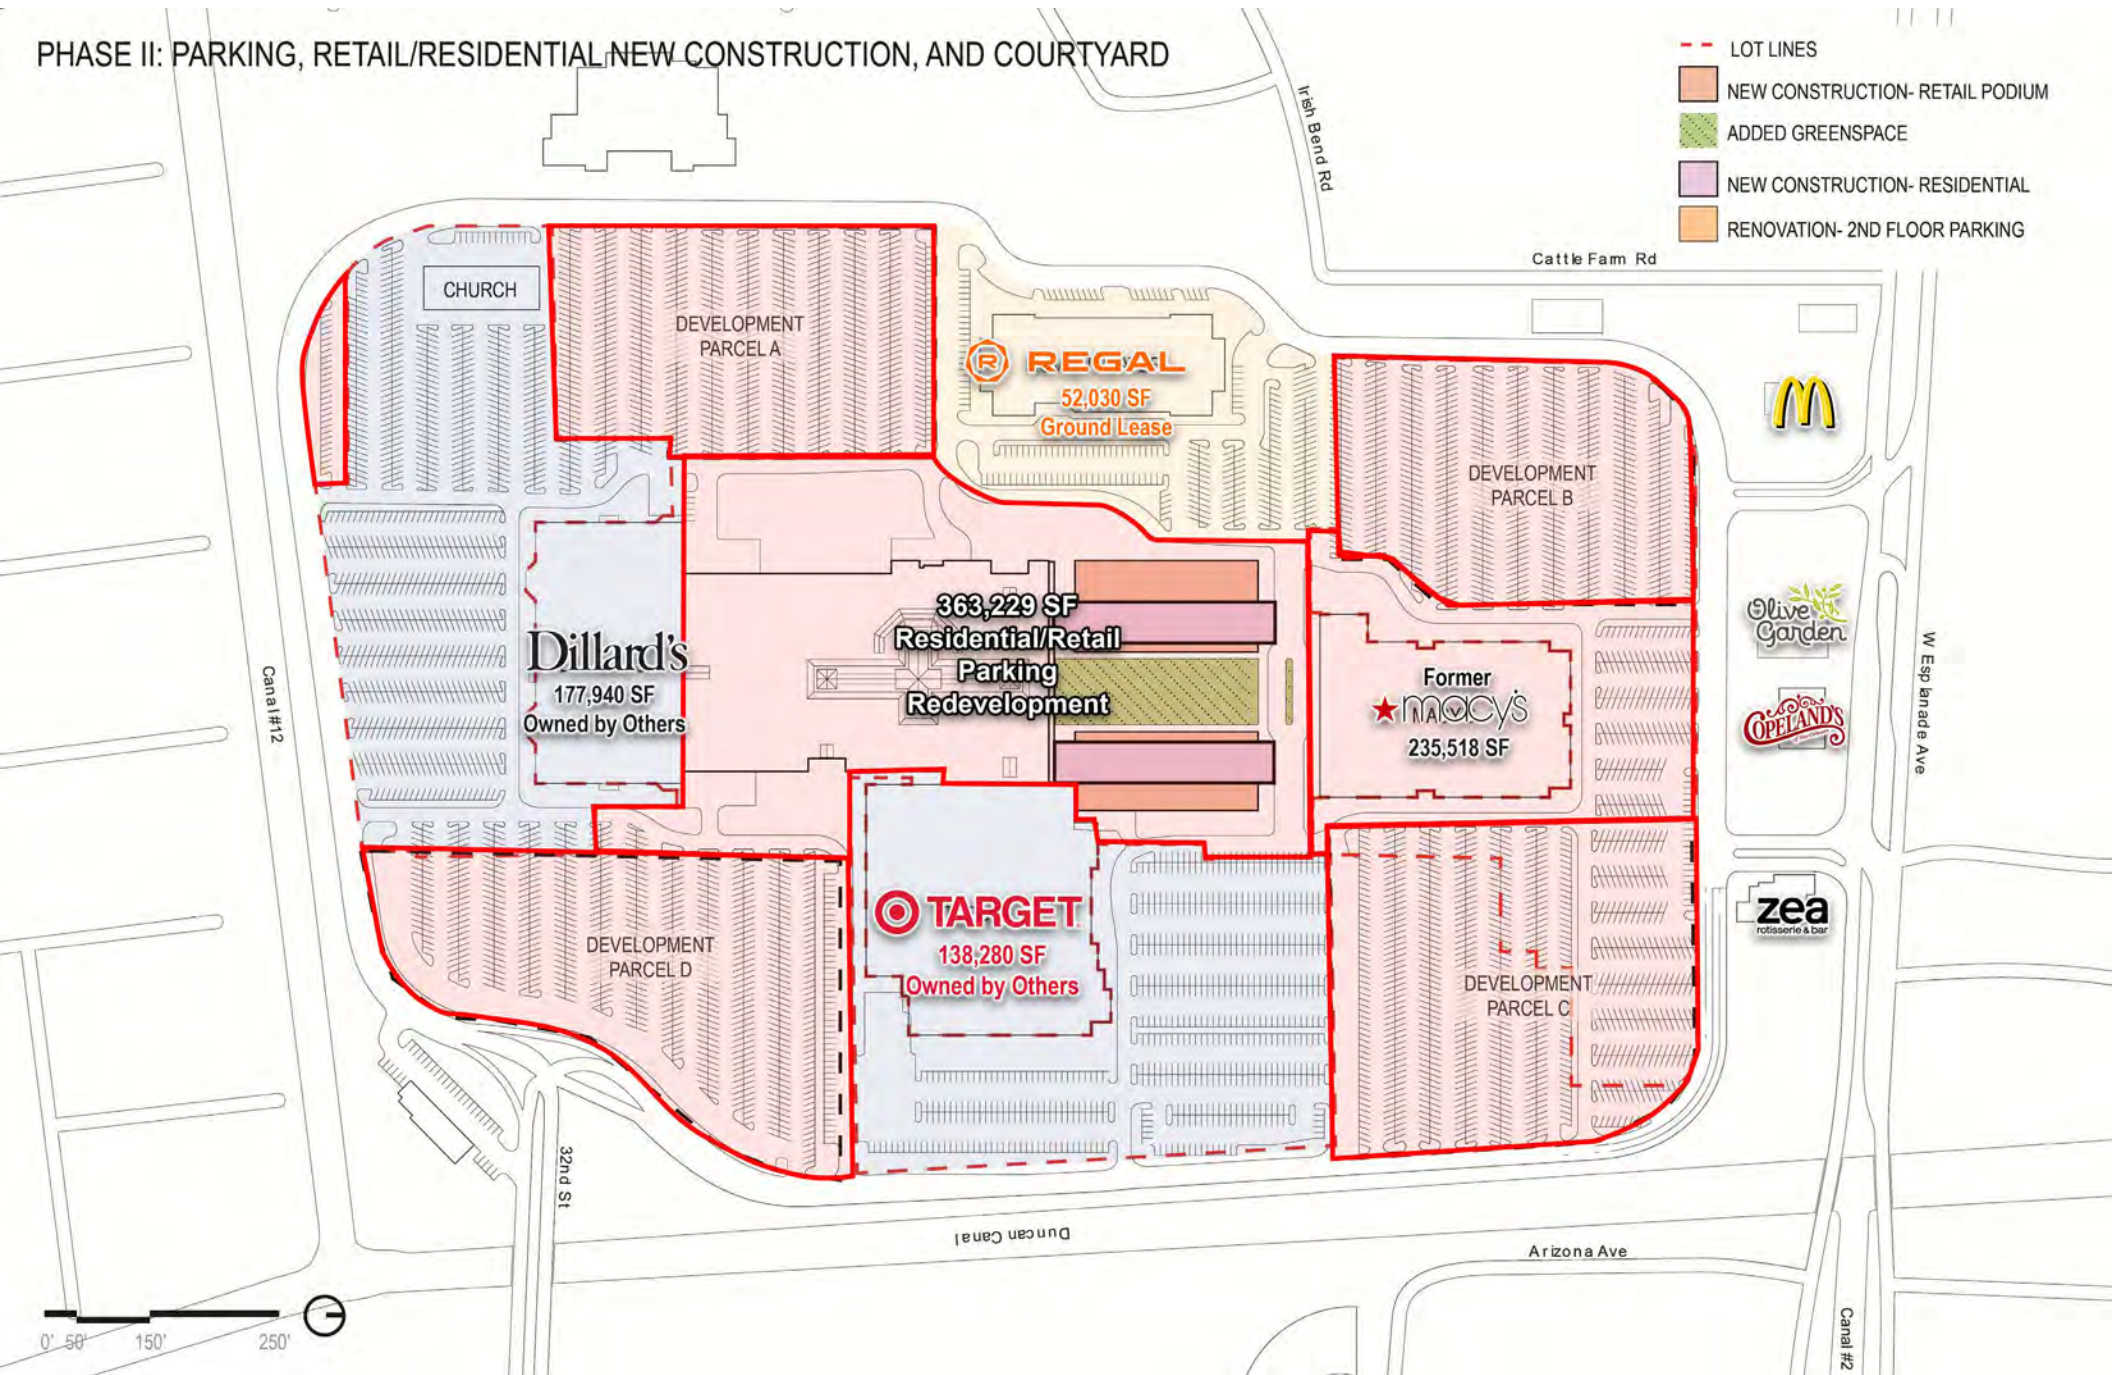 PHASE II: PARKING, RETAIL/RESIDENTIAL NEW CONSTRUCTION, AND COURTYARD
LOT LINES
NEW CONSTRUCTION- RETAIL PODIUM
ADDED GREENSPACE
NEW CONSTRUCTION- RESIDENTIAL
RENOVATION- 2ND FLOOR PARKING
Irish Bend Rd
Cattle Farm Rd
CHURCH
DEVELOPMENT
PARCEL A
R REGAL
52,030 SF
Ground Lease
DEVELOPMENT
PARCEL B
M
Olive
Garden
COPELAND'S
W Esplanade Ave
Canal #12
Dillard's
177,940 SF
Owned by Others
363,229 SF
Residential/Retail
Parking
Redevelopment
Former
macy's
235,518 SF
TARGET
138,280 SF
Owned by Others
DEVELOPMENT
PARCEL D
DEVELOPMENT
PARCEL C
zea
rotisserie & bar
32nd St
Duncan Canal
Arizona Ave
Canal #2
0' 50' 150' 250'